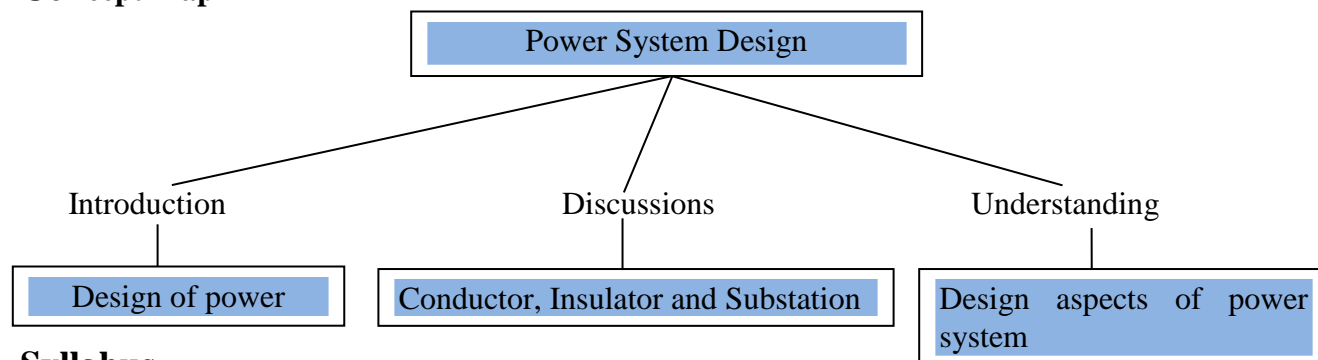 Power System Design
Introduction
Discussions
Understanding
Design of power
Conductor, Insulator and Substation
Design aspects of power
system